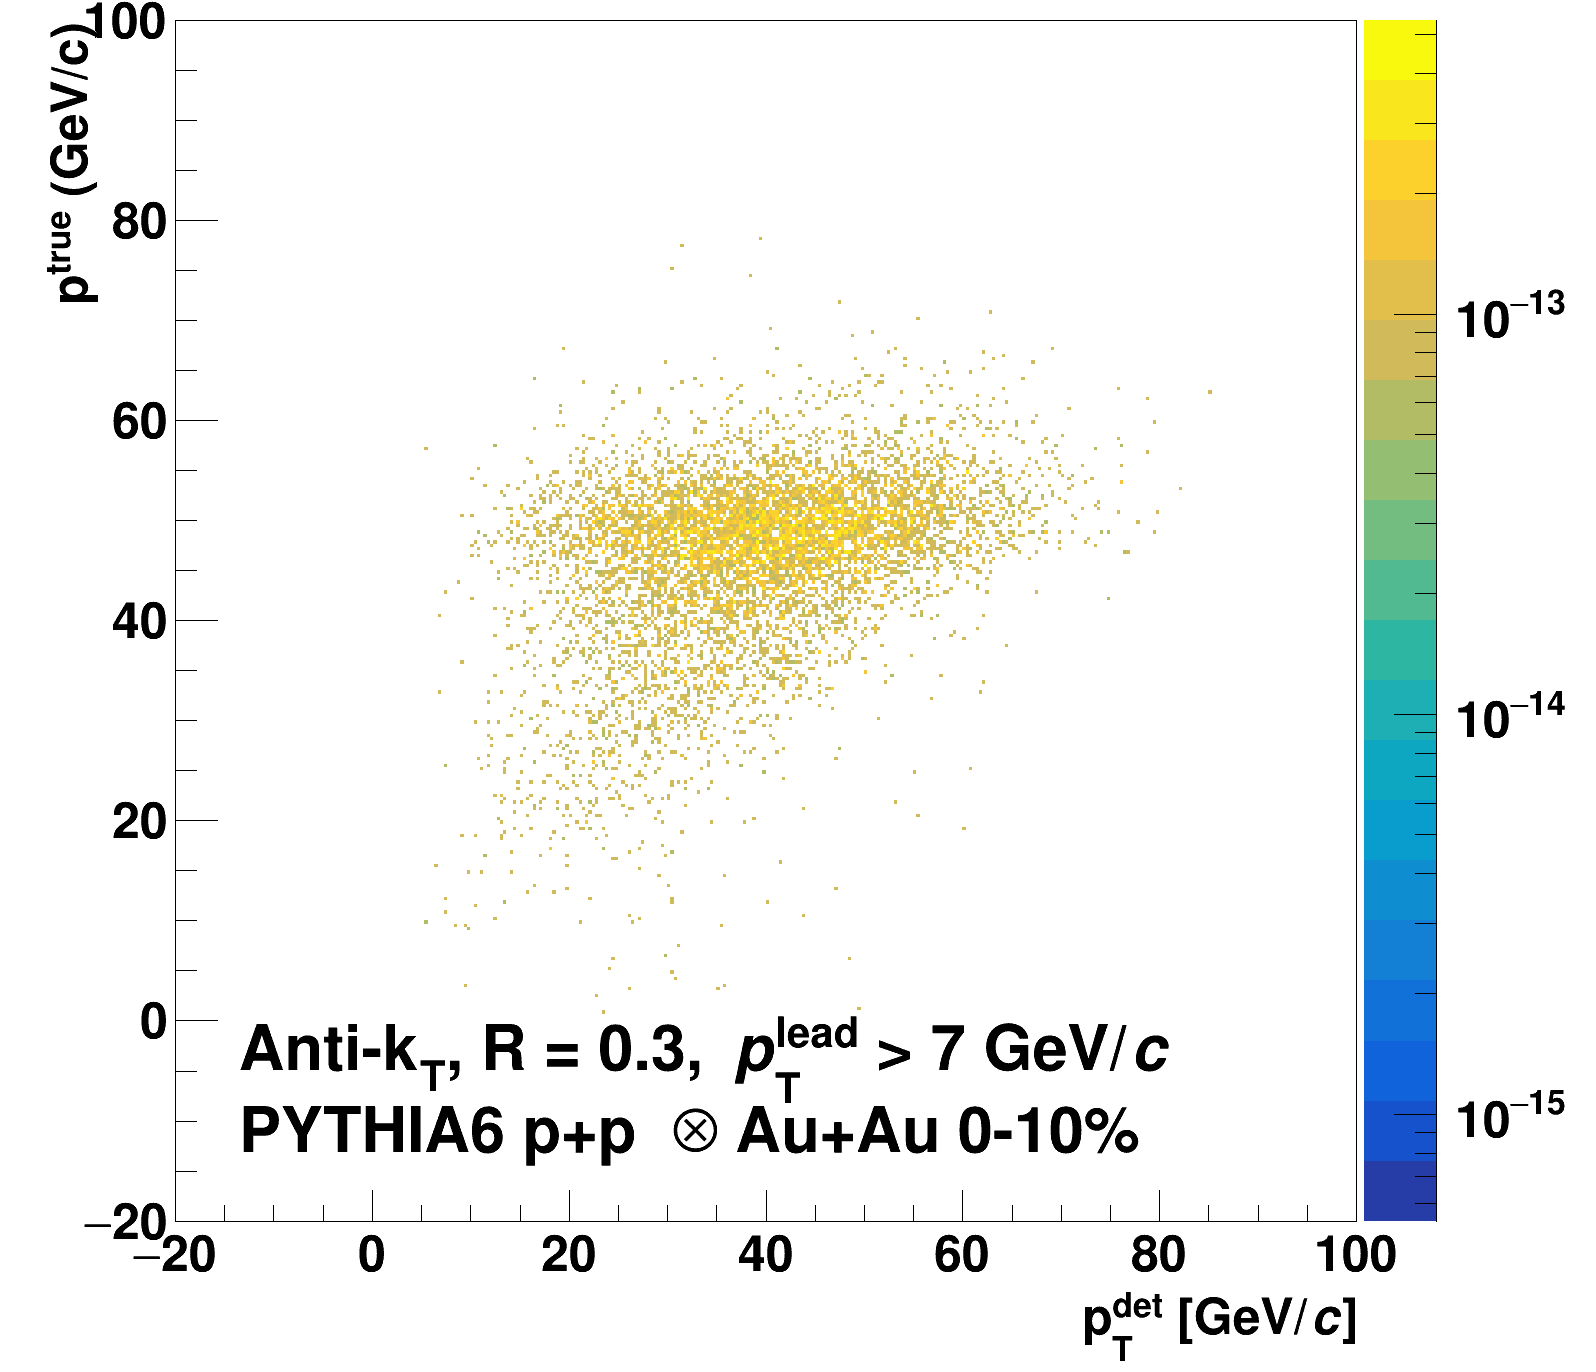 p^true (GeV/c)
100
80
60
40
20
0
−20
−20 0 20 40 60 80 100
p_T^det [GeV/c]
10^−13
10^−14
10^−15
Anti-k_T, R = 0.3, p_T^lead > 7 GeV/c
PYTHIA6 p+p ⊗ Au+Au 0-10%